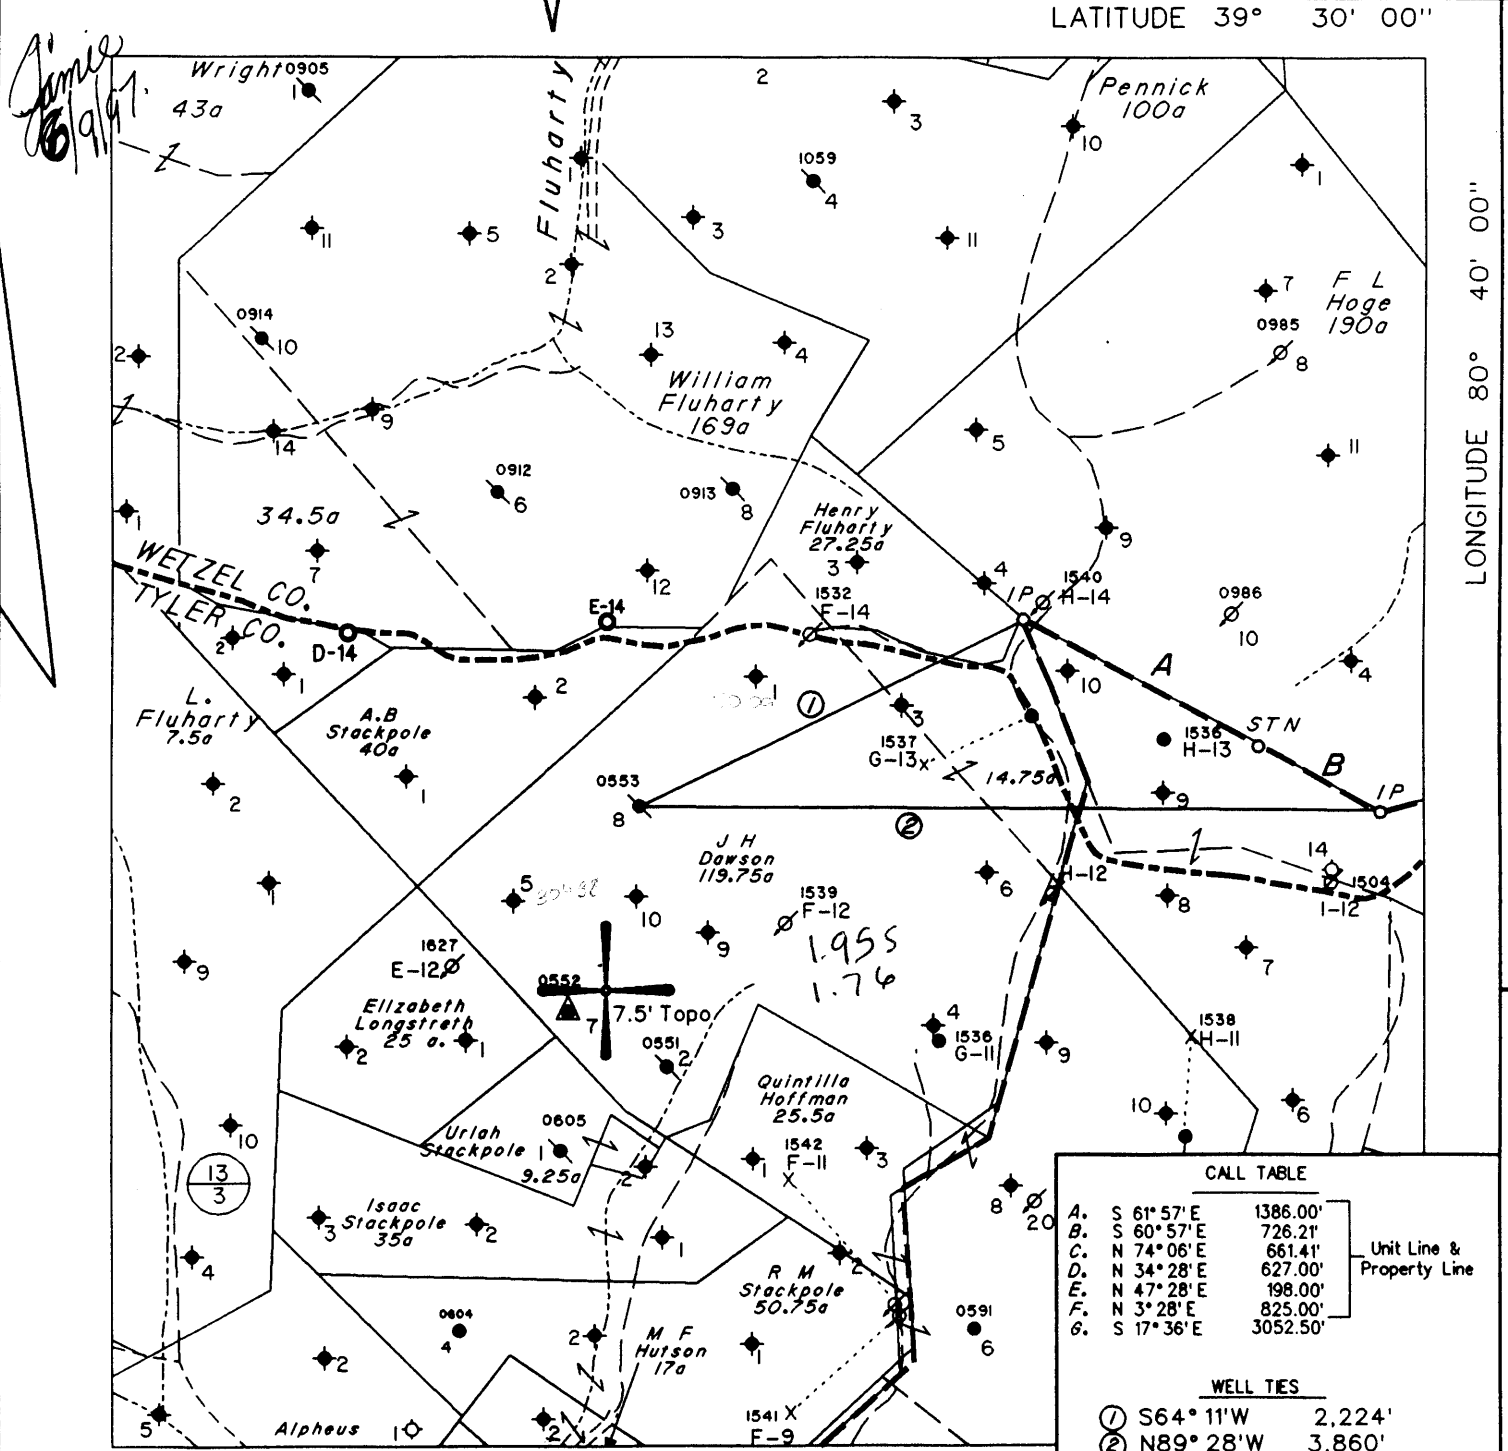 LATITUDE 39° 30' 00"
LONGITUDE 80° 40' 00"
Jamie
Wright
43a
0905
1
2
Fluharty
1
3
1059
4
Pennick
100a
10
1
11
5
2
3
11
7
F L
Hoge
190a
0985
8
0914
10
2
13
4
William
Fluharty
169a
9
14
5
11
0912
6
0913
8
34.5a
7
1
Henry
Fluharty
27.25a
3
12
4
9
WETZEL CO.
TYLER CO.
1532
F-14
IP
1540
H-14
0986
10
E-14
D-14
2
1
2
1
①
3
10
4
A
STN
B
IP
L.
Fluharty
7.5a
A.B
Stackpole
40a
1
2
1537
G-13
14.75a
1536
H-13
9
0553
8
②
J H
Dawson
119.75a
14
1504
I-12
H-12
1
5
10
9
6
8
7
1539
F-12
1.955
1.76
9
1627
E-12
0552
7
7.5' Topo
Elizabeth
Longstreth
25 a.
2
1
0551
2
4
1536
G-11
9
1538
H-11
10
6
Quintilla
Hoffman
25.5a
1542
F-11
1
3
10
Uriah
Stackpole
9.25a
0605
1
2
13
3
8
20
Isaac
Stackpole
35a
3
2
1
2
4
R M
Stackpole
50.75a
0591
6
0604
4
2
2
M F
Hutson
17a
1
5
Alpheus
1
2
1541
F-9
CALL TABLE
A. S 61° 57' E 1386.00'
B. S 60° 57' E 726.21'
C. N 74° 06' E 661.41'
D. N 34° 28' E 627.00'
E. N 47° 28' E 198.00'
F. N 3° 28' E 825.00'
G. S 17° 36' E 3052.50'
Unit Line &
Property Line
WELL TIES
① S64° 11'W 2,224'
② N89° 28'W 3,860'